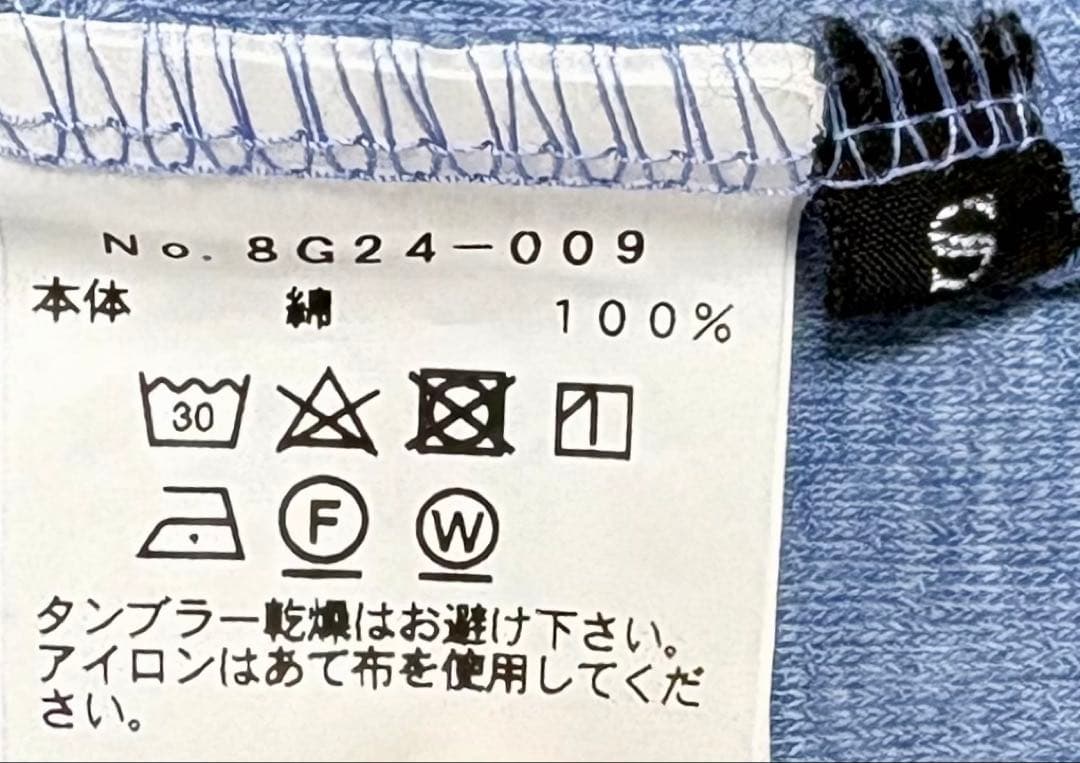 No. 8G24-009
S
本体 綿 100%
30
F W
タンブラー乾燥はお避け下さい。
アイロンはあて布を使用してくだ
さい。